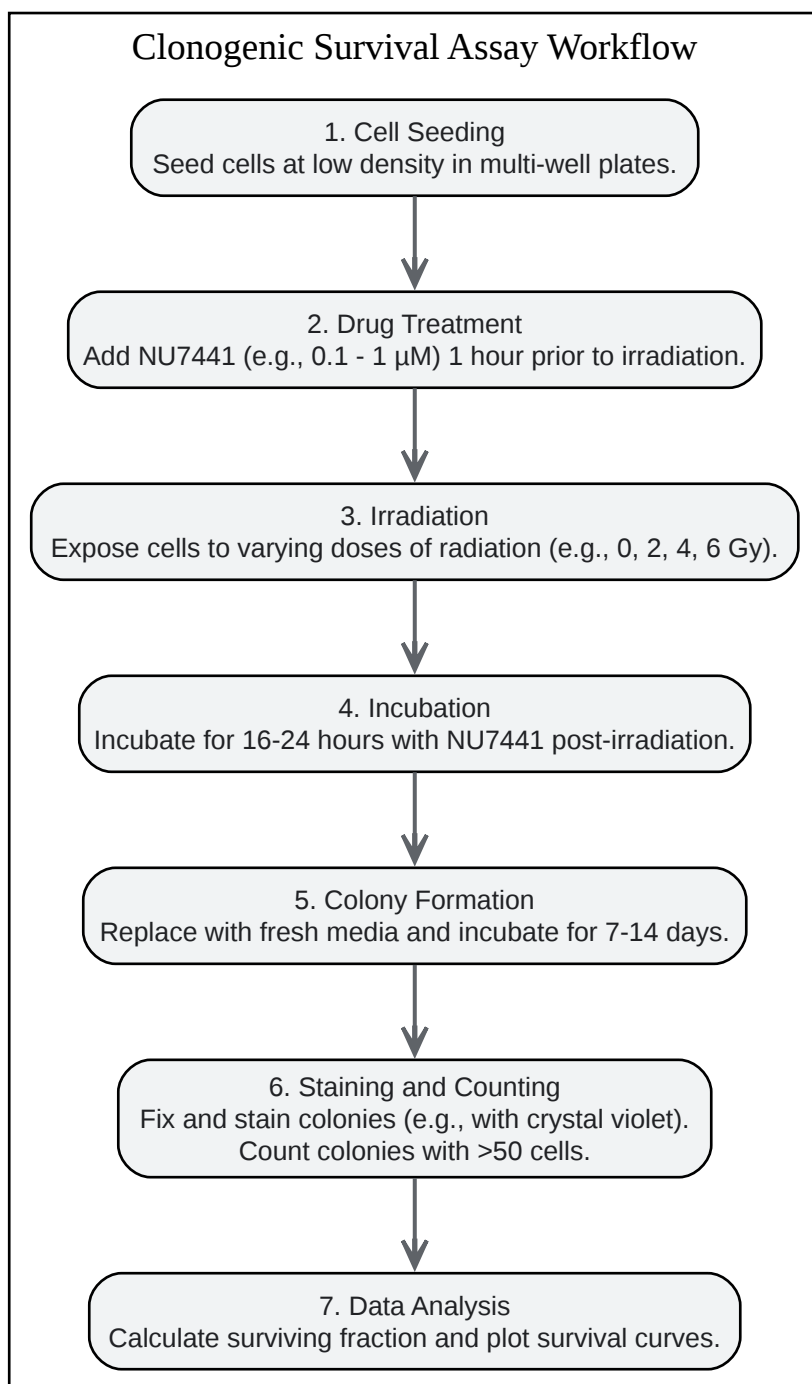 Clonogenic Survival Assay Workflow
1. Cell Seeding
Seed cells at low density in multi-well plates.
2. Drug Treatment
Add NU7441 (e.g., 0.1 - 1 µM) 1 hour prior to irradiation.
3. Irradiation
Expose cells to varying doses of radiation (e.g., 0, 2, 4, 6 Gy).
4. Incubation
Incubate for 16-24 hours with NU7441 post-irradiation.
5. Colony Formation
Replace with fresh media and incubate for 7-14 days.
6. Staining and Counting
Fix and stain colonies (e.g., with crystal violet).
Count colonies with >50 cells.
7. Data Analysis
Calculate surviving fraction and plot survival curves.